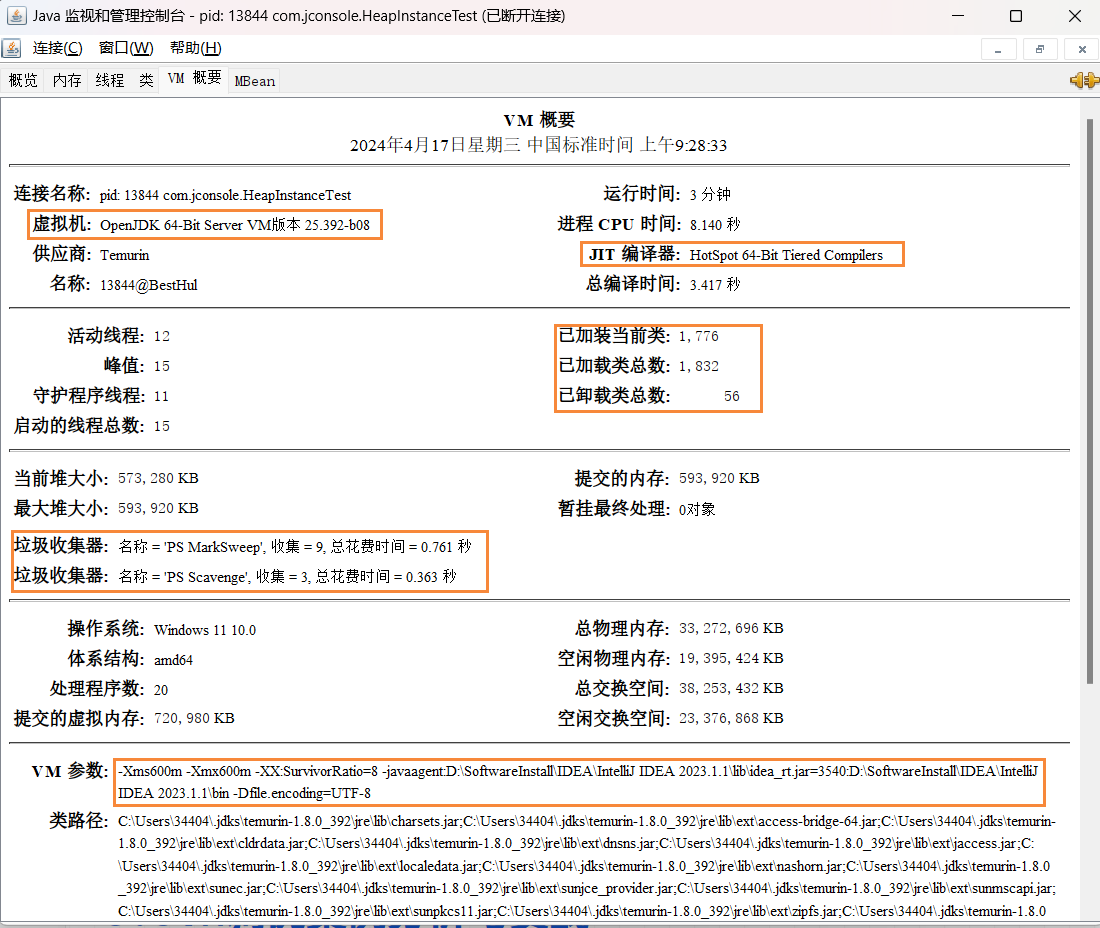 Java 监视和管理控制台 - pid: 13844 com.jconsole.HeapInstanceTest (已断开连接)
连接(C) 窗口(W) 帮助(H)
概览 内存 线程 类 VM 概要 MBean
VM 概要
2024年4月17日星期三 中国标准时间 上午9:28:33
连接名称: pid: 13844 com.jconsole.HeapInstanceTest 运行时间: 3 分钟
虚拟机: OpenJDK 64-Bit Server VM版本 25.392-b08 进程 CPU 时间: 8.140 秒
供应商: Temurin JIT 编译器: HotSpot 64-Bit Tiered Compilers
名称: 13844@BestHul 总编译时间: 3.417 秒
活动线程: 12 已加装当前类: 1,776
峰值: 15 已加载类总数: 1,832
守护程序线程: 11 已卸载类总数: 56
启动的线程总数: 15
当前堆大小: 573,280 KB 提交的内存: 593,920 KB
最大堆大小: 593,920 KB 暂挂最终处理: 0对象
垃圾收集器: 名称 = 'PS MarkSweep', 收集 = 9, 总花费时间 = 0.761 秒
垃圾收集器: 名称 = 'PS Scavenge', 收集 = 3, 总花费时间 = 0.363 秒
操作系统: Windows 11 10.0 总物理内存: 33,272,696 KB
体系结构: amd64 空闲物理内存: 19,395,424 KB
处理程序数: 20 总交换空间: 38,253,432 KB
提交的虚拟内存: 720,980 KB 空闲交换空间: 23,376,868 KB
VM 参数: -Xms600m -Xmx600m -XX:SurvivorRatio=8 -javaagent:D:\SoftwareInstall\IDEA\IntelliJ IDEA 2023.1.1\lib\idea_rt.jar=3540:D:\SoftwareInstall\IDEA\IntelliJ
IDEA 2023.1.1\bin -Dfile.encoding=UTF-8
类路径: C:\Users\34404\.jdks\temurin-1.8.0_392\jre\lib\charsets.jar;C:\Users\34404\.jdks\temurin-1.8.0_392\jre\lib\ext\access-bridge-64.jar;C:\Users\34404\.jdks\temurin-
1.8.0_392\jre\lib\ext\cldrdata.jar;C:\Users\34404\.jdks\temurin-1.8.0_392\jre\lib\ext\dnsns.jar;C:\Users\34404\.jdks\temurin-1.8.0_392\jre\lib\ext\jaccess.jar;C:
\Users\34404\.jdks\temurin-1.8.0_392\jre\lib\ext\localedata.jar;C:\Users\34404\.jdks\temurin-1.8.0_392\jre\lib\ext\nashorn.jar;C:\Users\34404\.jdks\temurin-1.8.0
_392\jre\lib\ext\sunec.jar;C:\Users\34404\.jdks\temurin-1.8.0_392\jre\lib\ext\sunjce_provider.jar;C:\Users\34404\.jdks\temurin-1.8.0_392\jre\lib\ext\sunmscapi.jar;
C:\Users\34404\.jdks\temurin-1.8.0_392\jre\lib\ext\sunpkcs11.jar;C:\Users\34404\.jdks\temurin-1.8.0_392\jre\lib\ext\zipfs.jar;C:\Users\34404\.jdks\temurin-1.8.0